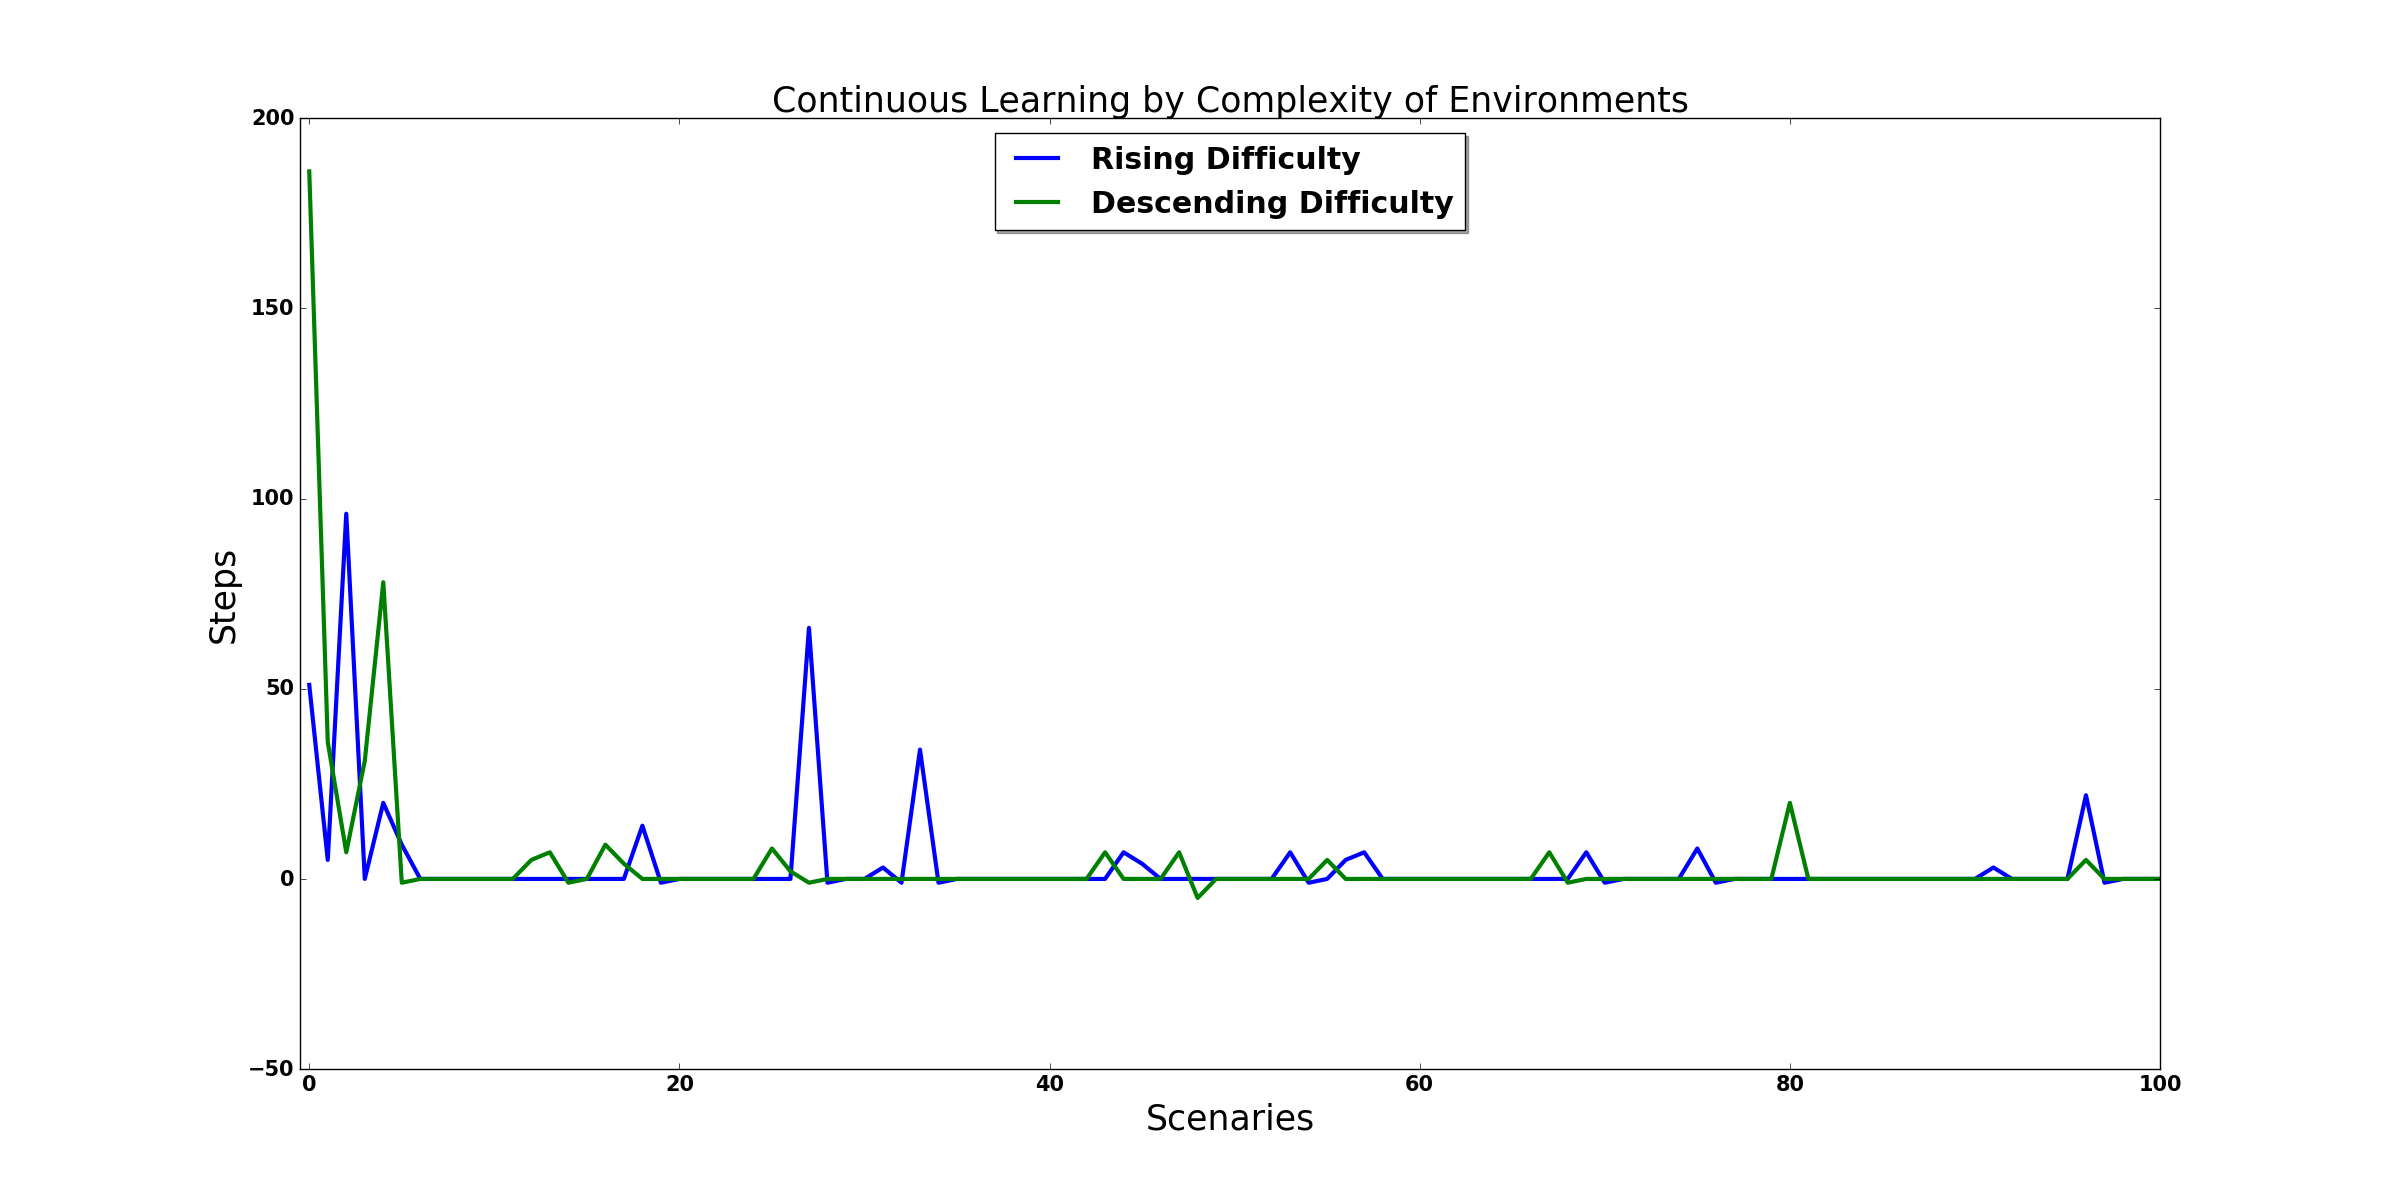 Continuous Learning by Complexity of Environments
Rising Difficulty
Descending Difficulty
200
150
100
50
0
−50
Steps
0 20 40 60 80 100
Scenarios